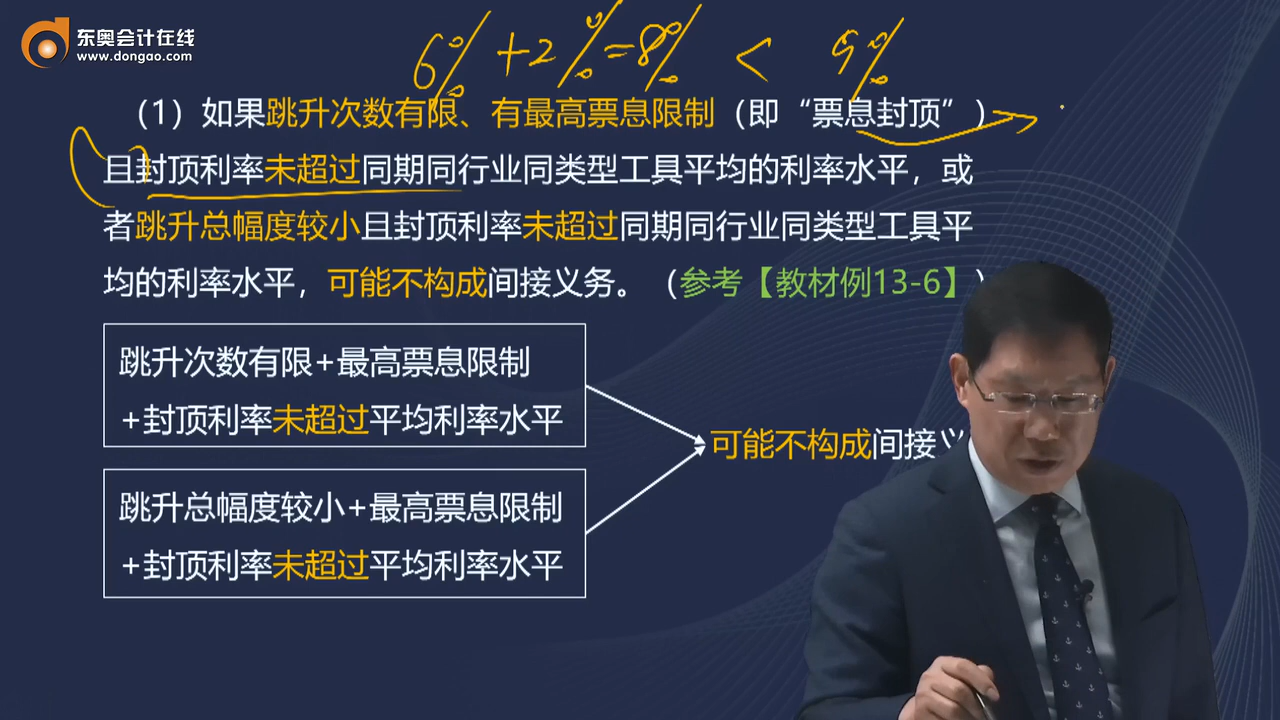 东奥会计在线
www.dongao.com
6%+2%=8% < 9%
（1）如果跳升次数有限、有最高票息限制（即“票息封顶”）
且封顶利率未超过同期同行业同类型工具平均的利率水平，或
者跳升总幅度较小且封顶利率未超过同期同行业同类型工具平
均的利率水平，可能不构成间接义务。（参考【教材例13-6】）
跳升次数有限+最高票息限制
+封顶利率未超过平均利率水平
可能不构成间接义
跳升总幅度较小+最高票息限制
+封顶利率未超过平均利率水平